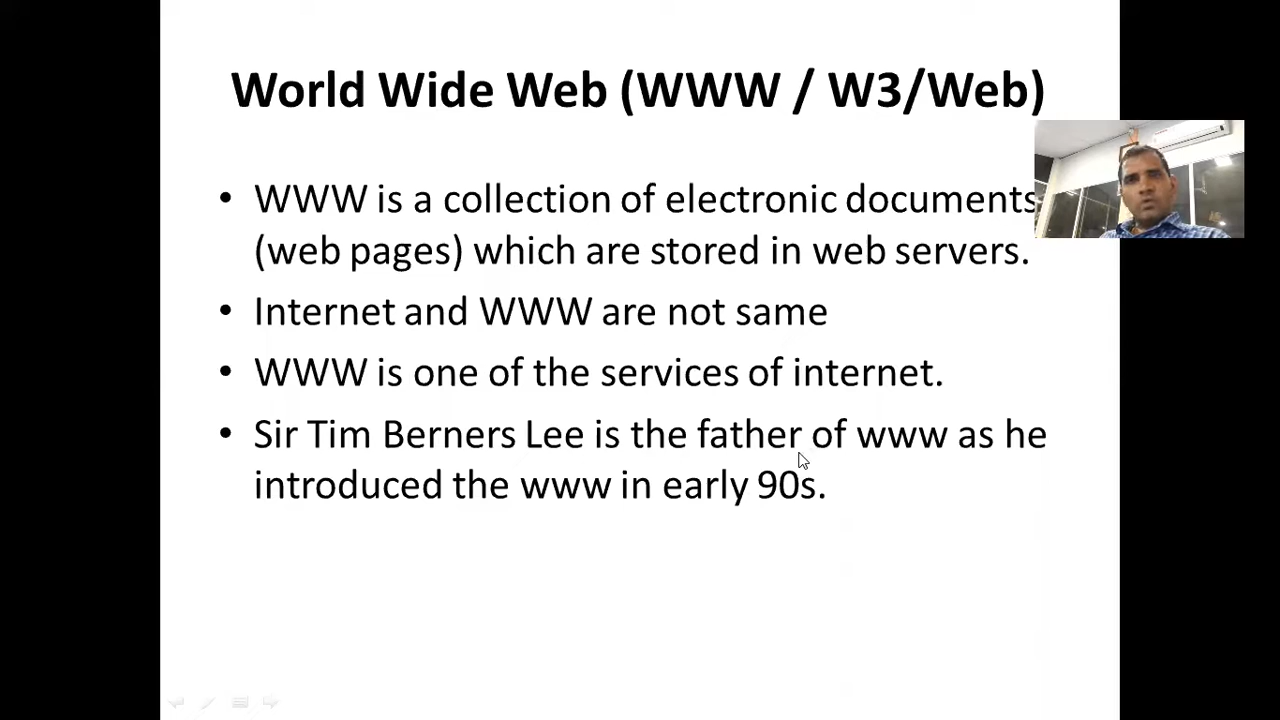 World Wide Web (WWW / W3/Web)
• WWW is a collection of electronic documents
(web pages) which are stored in web servers.
• Internet and WWW are not same
• WWW is one of the services of internet.
• Sir Tim Berners Lee is the father of www as he
introduced the www in early 90s.